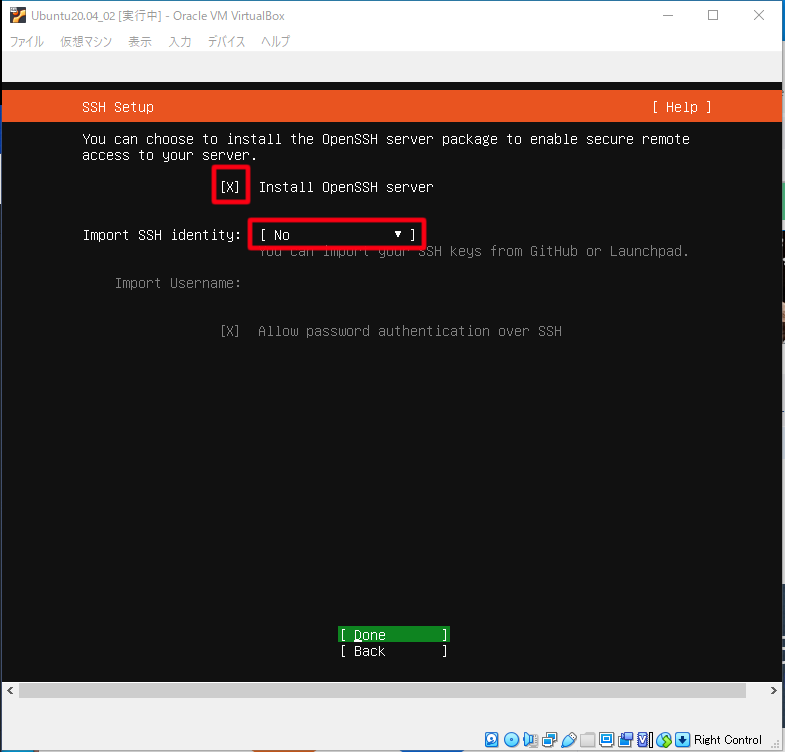 Ubuntu20.04_02 [実行中] - Oracle VM VirtualBox
ファイル 仮想マシン 表示 入力 デバイス ヘルプ
SSH Setup [ Help ]
You can choose to install the OpenSSH server package to enable secure remote
access to your server.
[X] Install OpenSSH server
Import SSH identity: [ No ▼ ]
You can import your SSH keys from GitHub or Launchpad.
Import Username:
[X] Allow password authentication over SSH
[ Done ]
[ Back ]
Right Control